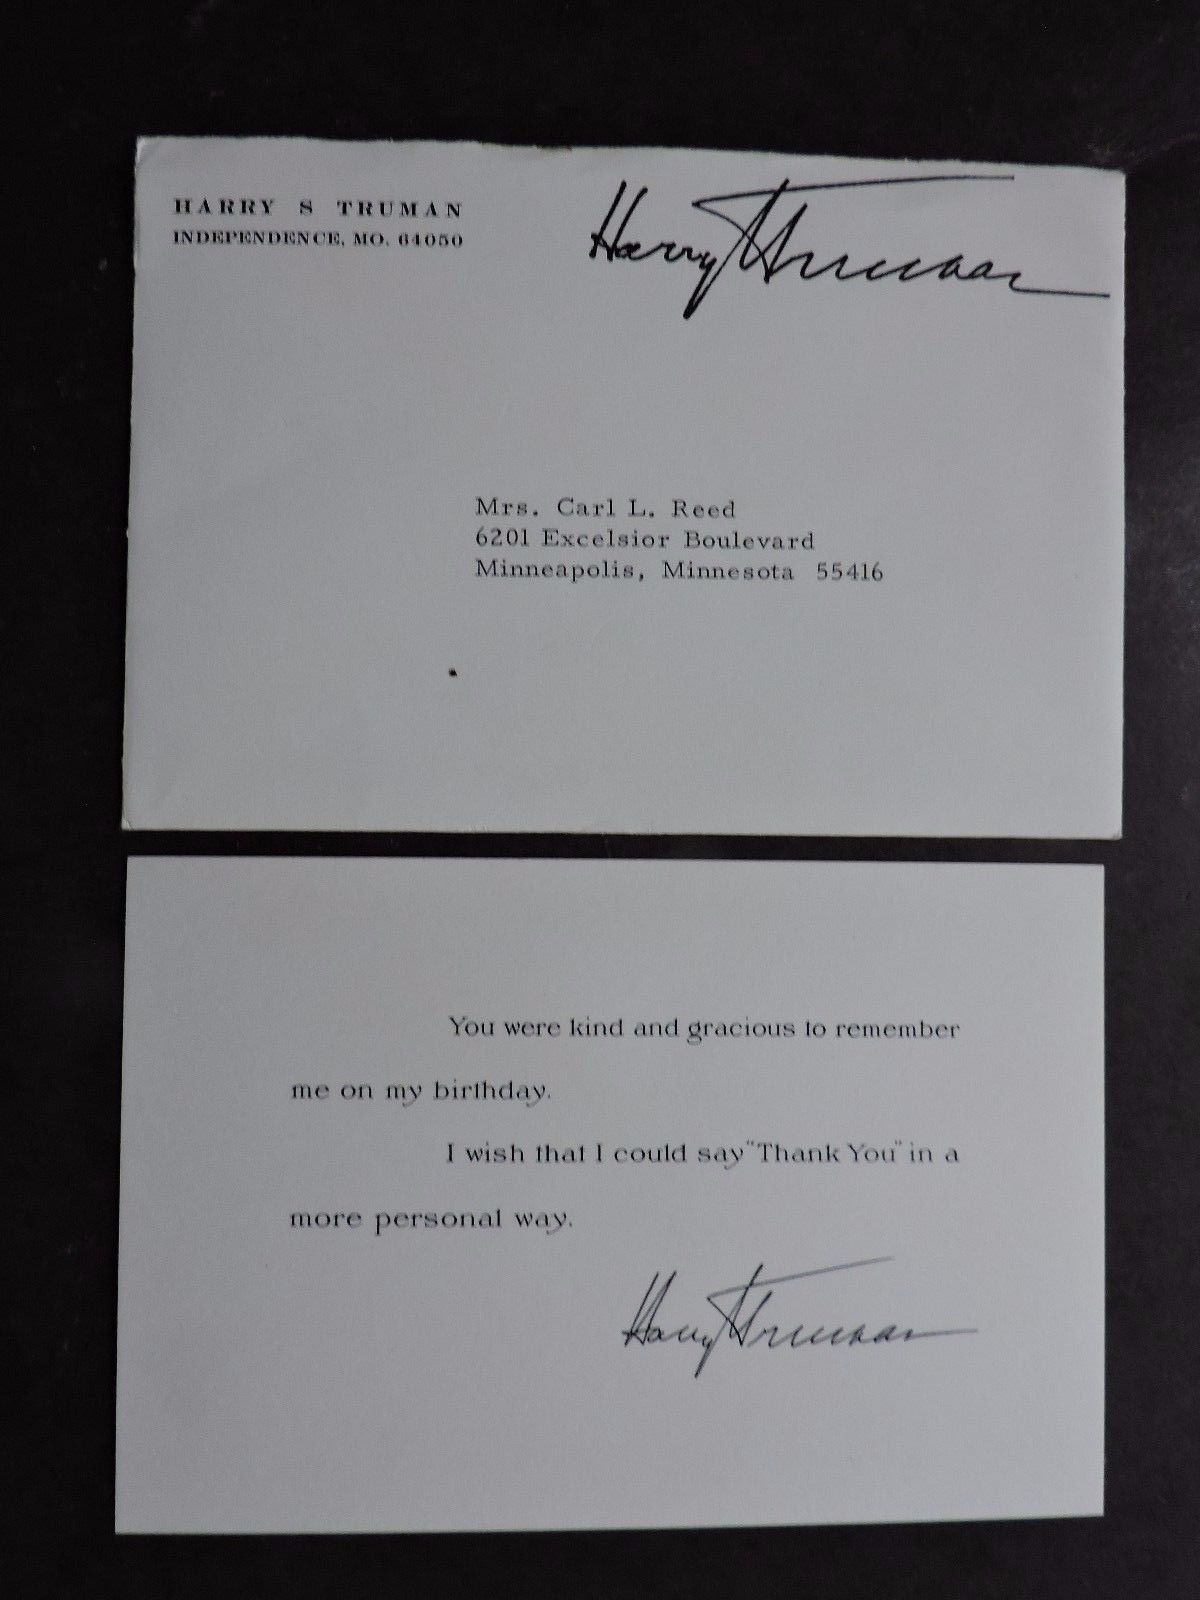 HARRY S TRUMAN
INDEPENDENCE, MO. 64050
Harry Truman
Mrs. Carl L. Reed
6201 Excelsior Boulevard
Minneapolis, Minnesota 55416
You were kind and gracious to remember
me on my birthday.
I wish that I could say "Thank You" in a
more personal way.
Harry Truman